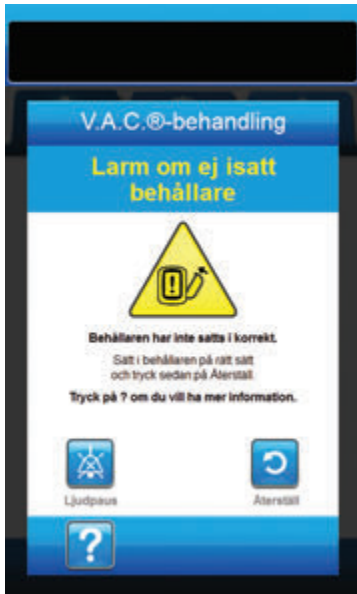 V.A.C.®-behandling
Larm om ej isatt
behållare
Behållaren har inte satts i korrekt.
Sätt i behållaren på rätt sätt
och tryck sedan på Återställ.
Tryck på ? om du vill ha mer information.
Ljudpaus
Återställ
?